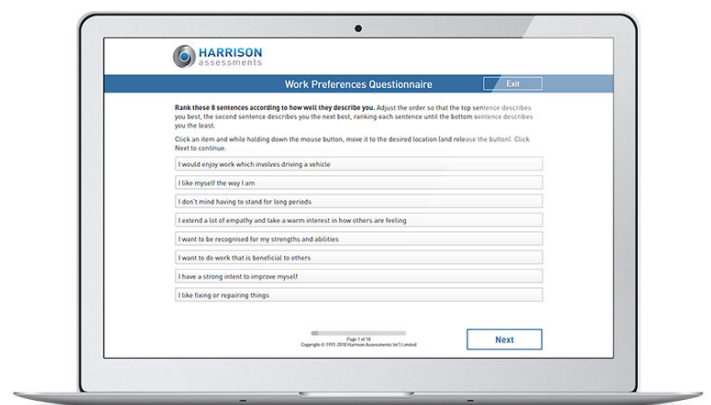 HARRISON
assessments
Work Preferences Questionnaire
Exit
Rank these 8 sentences according to how well they describe you. Adjust the order so that the top sentence describes
you best, the second sentence describes you the next best, ranking each sentence until the bottom sentence describes
you the least.
Click an item and while holding down the mouse button, move it to the desired location (and release the button). Click
Next to continue.
I would enjoy work which involves driving a vehicle
I like myself the way I am
I don't mind having to stand for long periods
I extend a lot of empathy and take a warm interest in how others are feeling
I want to be recognised for my strengths and abilities
I want to do work that is beneficial to others
I have a strong intent to improve myself
I like fixing or repairing things
Page 1 of 18
Copyright © 1991-2018 Harrison Assessments Int'l Limited
Next